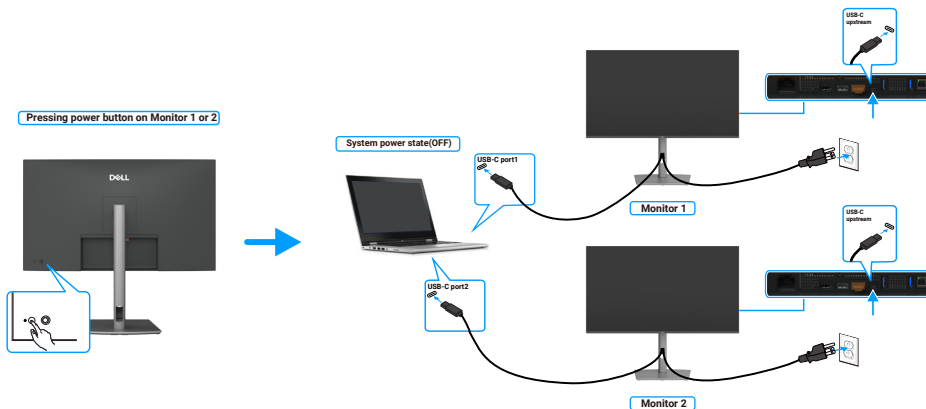 Pressing power button on Monitor 1 or 2
DELL
System power state(OFF)
USB-C port1
USB-C
upstream
Monitor 1
USB-C port2
USB-C
upstream
Monitor 2